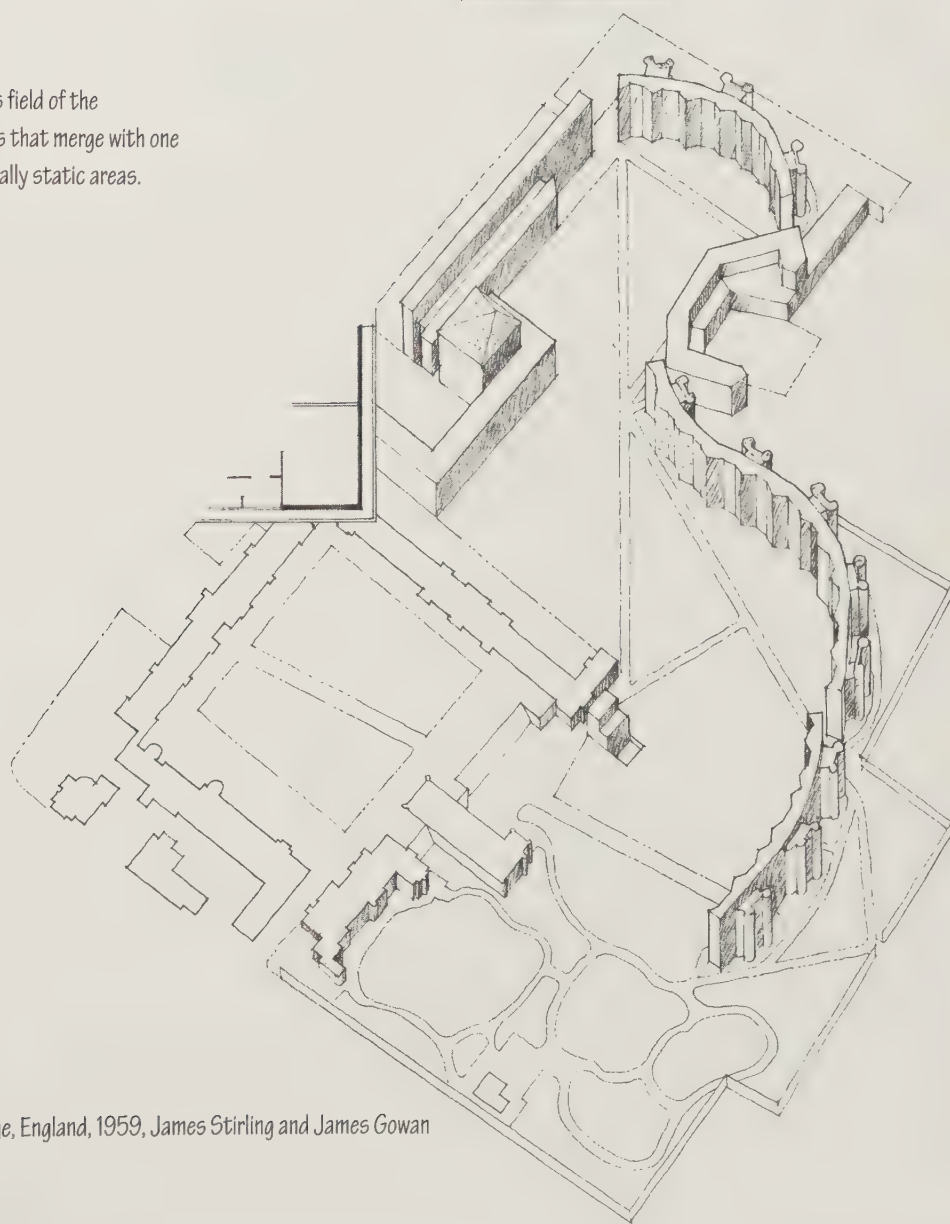 field of the
that merge with one
ally static areas.
England, 1959, James Stirling and James Gowan